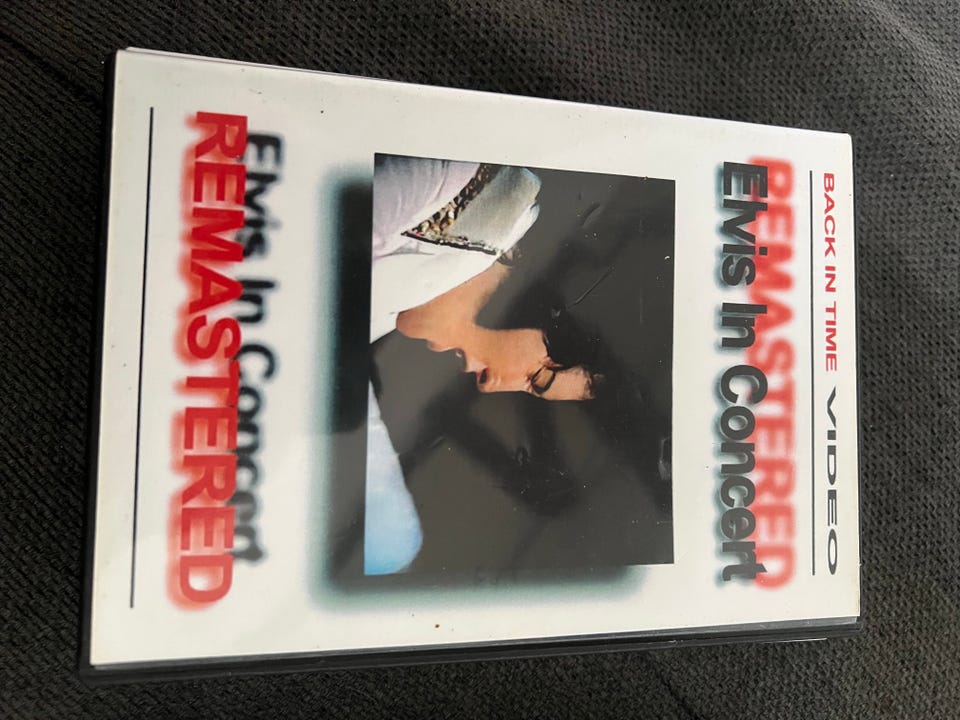 BACK IN TIME VIDEO
REMASTERED
Elvis In Concert
Elvis In Concert
REMASTERED